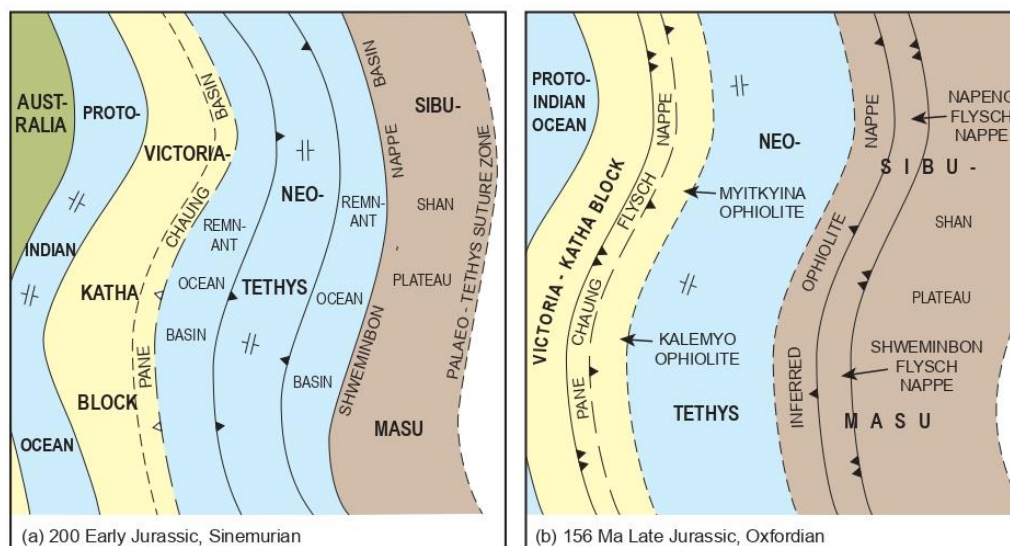 AUST-
RALIA
PROTO-
INDIAN
OCEAN
VICTORIA-
KATHA
BLOCK
PANE
CHAUNG
BASIN
REMN-
ANT
OCEAN
BASIN
NEO-
TETHYS
REMN-
ANT
OCEAN
BASIN
SHWEMINBON
NAPPE
BASIN
SIBU-
SHAN
PLATEAU
MASU
PALAEO-TETHYS SUTURE ZONE
(a) 200 Early Jurassic, Sinemurian
PROTO-
INDIAN
OCEAN
VICTORIA - KATHA BLOCK
PANE
CHAUNG
FLYSCH
NAPPE
NEO-
TETHYS
MYITKYINA
OPHIOLITE
KALEMYO
OPHIOLITE
INFERRED
OPHIOLITE
NAPPE
NAPENG
FLYSCH
NAPPE
SIBU-
SHAN
PLATEAU
SHWEMINBON
FLYSCH
NAPPE
MASU
(b) 156 Ma Late Jurassic, Oxfordian